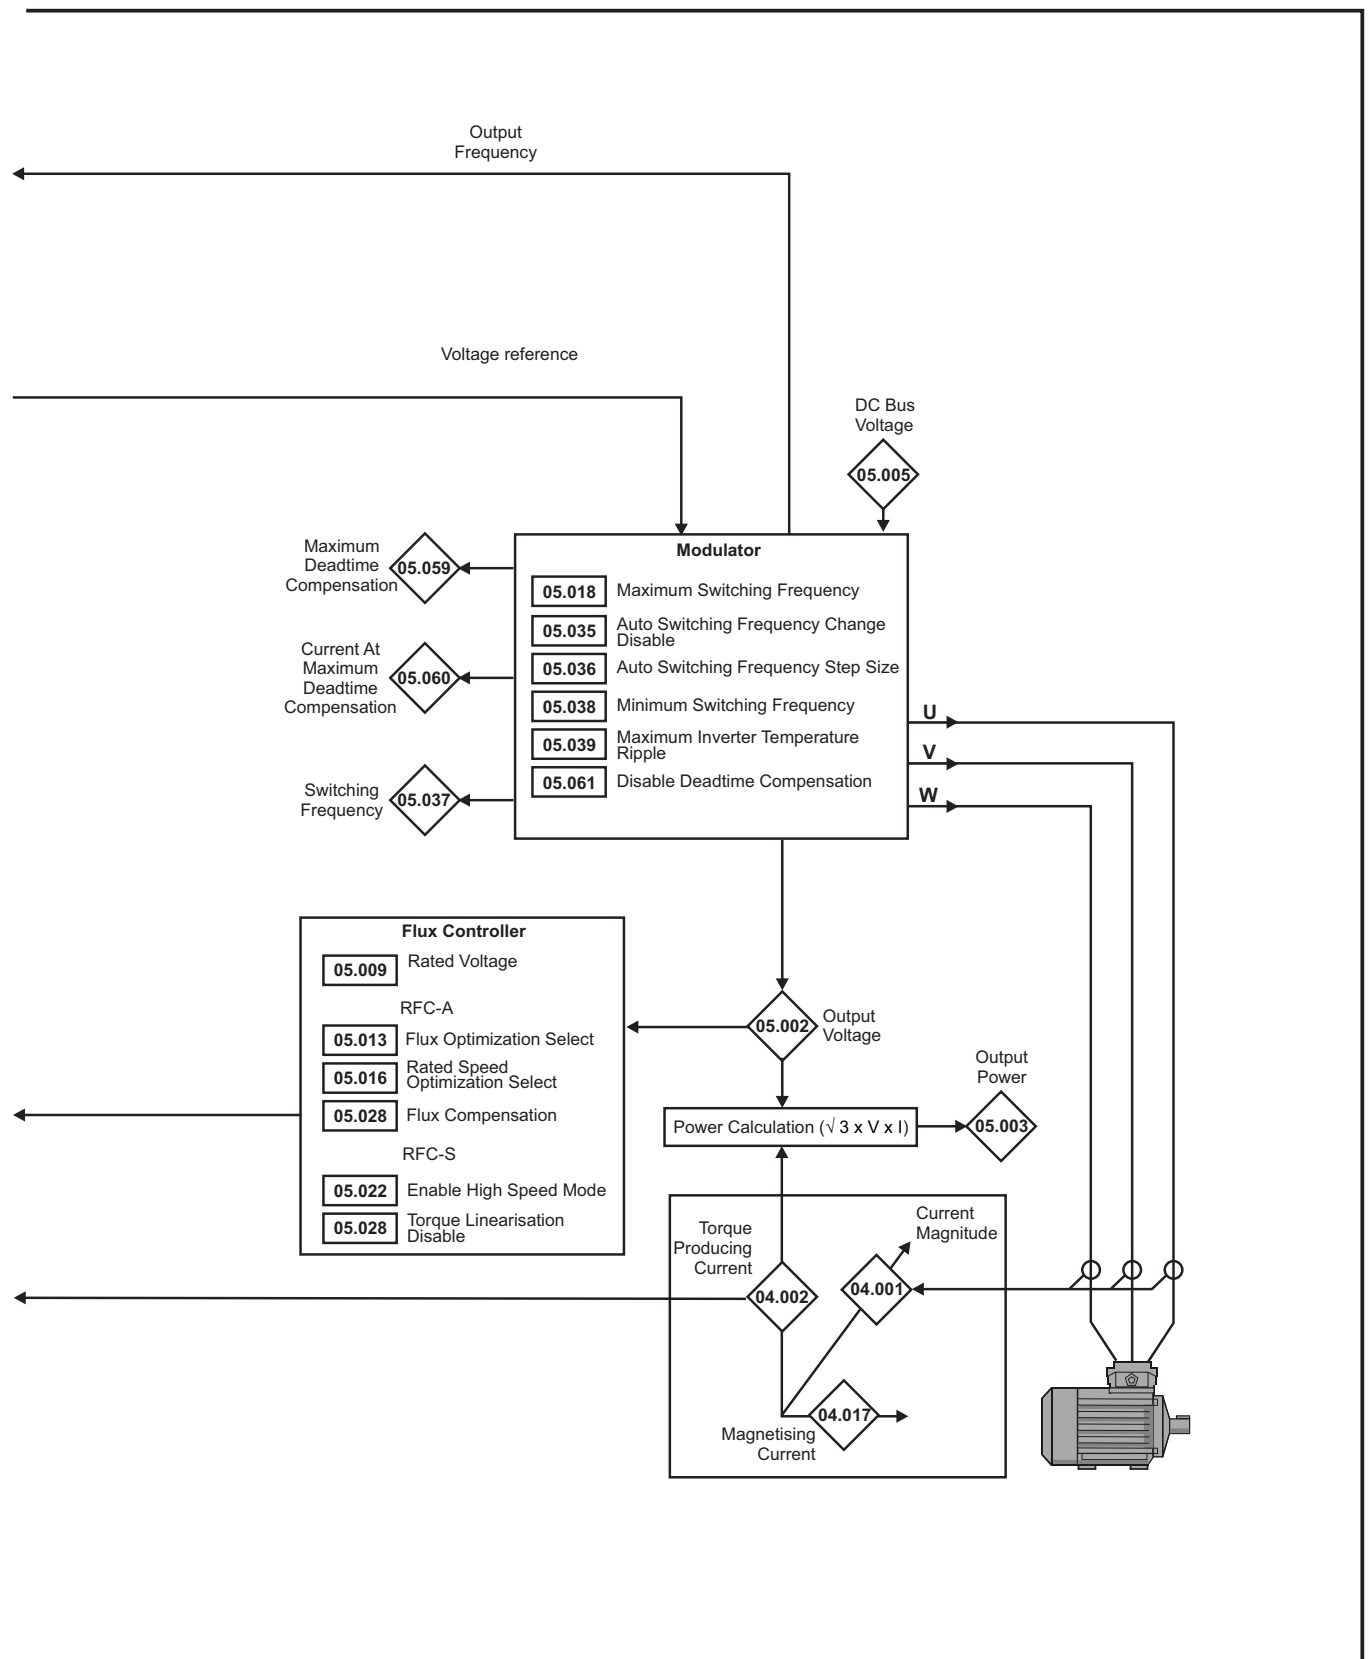 Output
Frequency
Voltage reference
DC Bus
Voltage
05.005
Modulator
05.018 Maximum Switching Frequency
05.035 Auto Switching Frequency Change
Disable
05.036 Auto Switching Frequency Step Size
05.038 Minimum Switching Frequency
05.039 Maximum Inverter Temperature
Ripple
05.061 Disable Deadtime Compensation
Maximum
Deadtime
Compensation
05.059
Current At
Maximum
Deadtime
Compensation
05.060
Switching
Frequency
05.037
U
V
W
Flux Controller
05.009 Rated Voltage
RFC-A
05.013 Flux Optimization Select
05.016 Rated Speed
Optimization Select
05.028 Flux Compensation
RFC-S
05.022 Enable High Speed Mode
05.028 Torque Linearisation
Disable
05.002
Output
Voltage
Output
Power
05.003
Power Calculation (√ 3 x V x I)
Torque
Producing
Current
04.002
Current
Magnitude
04.001
04.017
Magnetising
Current